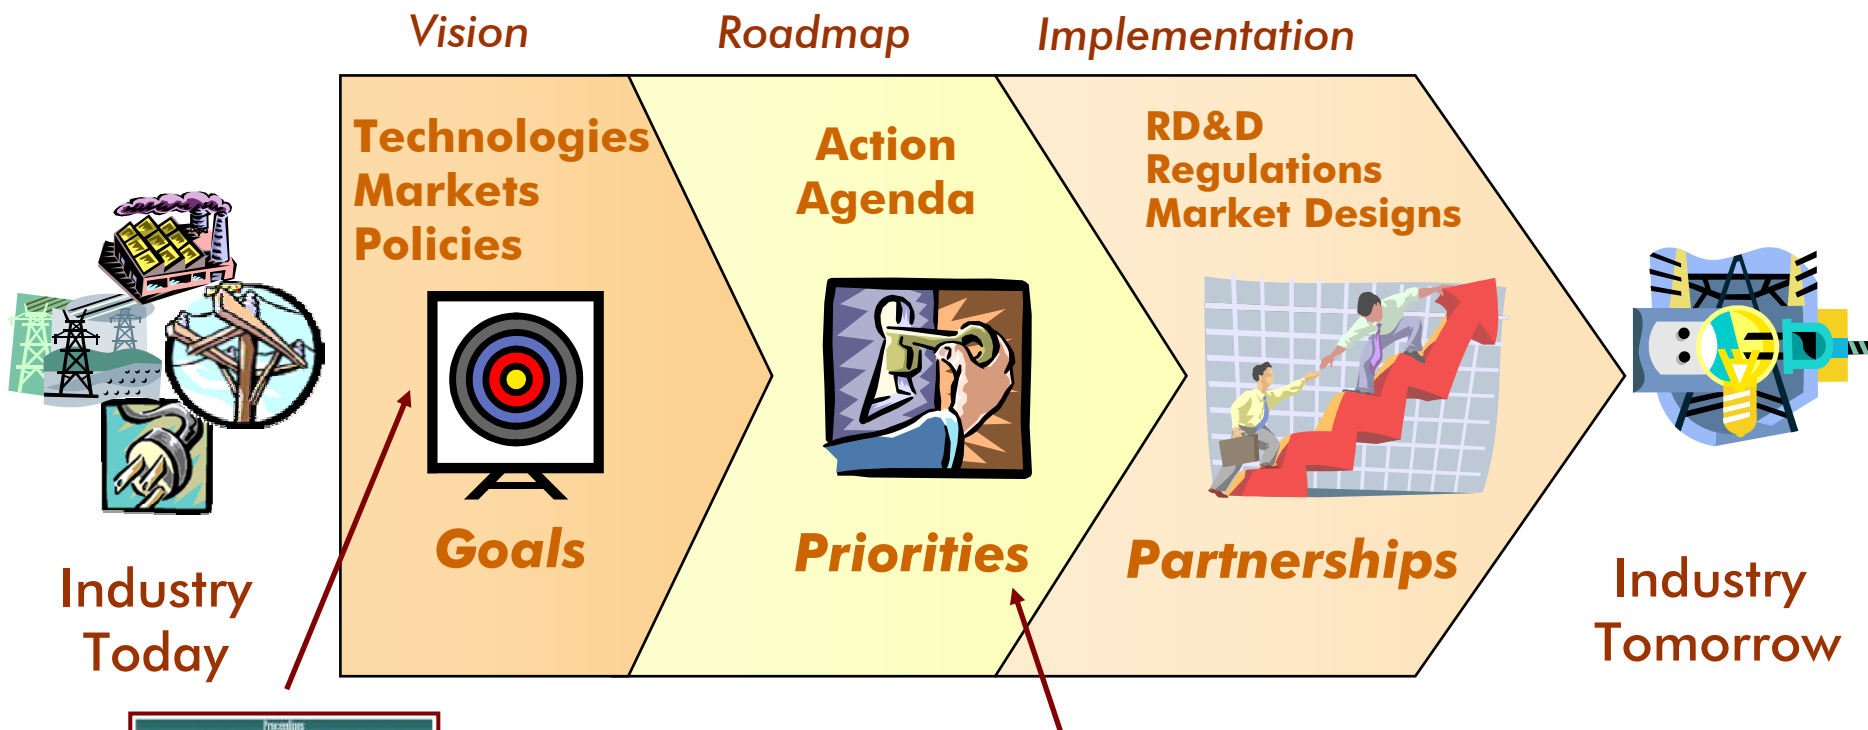 Vision
Roadmap
Implementation
Technologies
Markets
Policies
Action
Agenda
RD&D
Regulations
Market Designs
Goals
Priorities
Partnerships
Industry
Today
Industry
Tomorrow
Proceedings